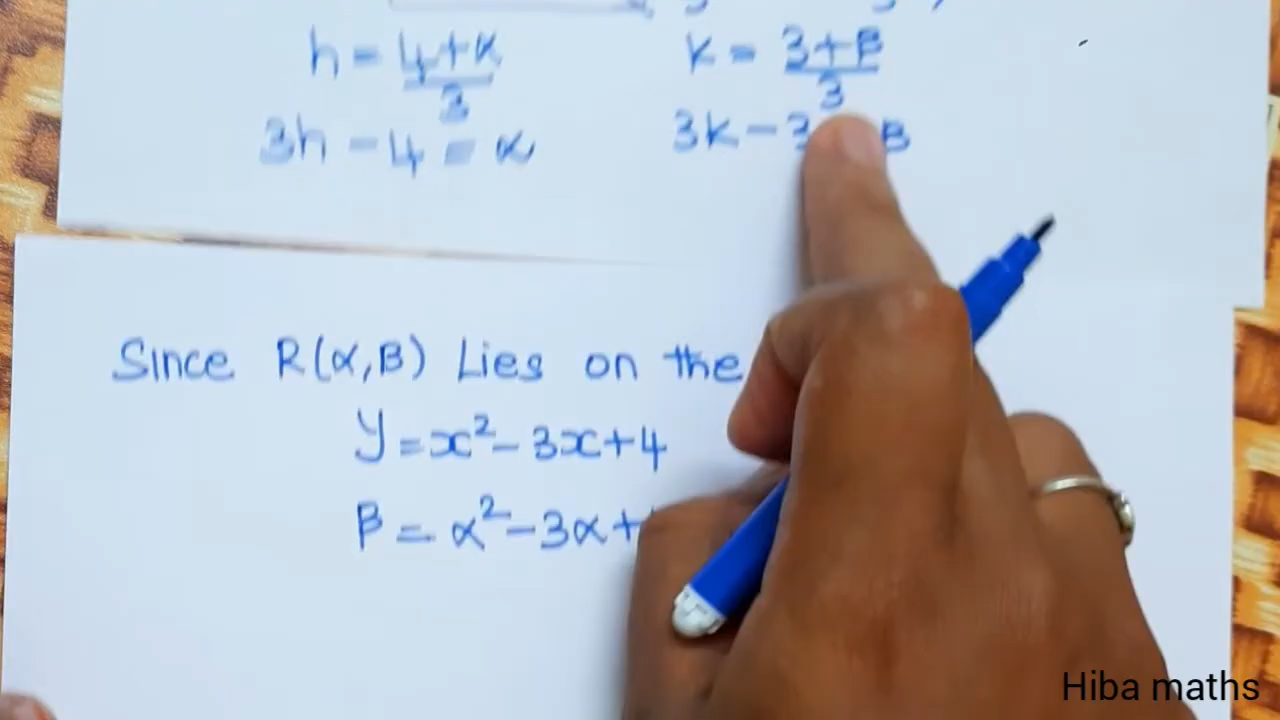 h = 4+α/3
k = 3+β/3
3h - 4 = α
3k - 3 β
Since R(α,β) Lies on the
y = x² - 3x + 4
β = α² - 3α +
Hiba maths